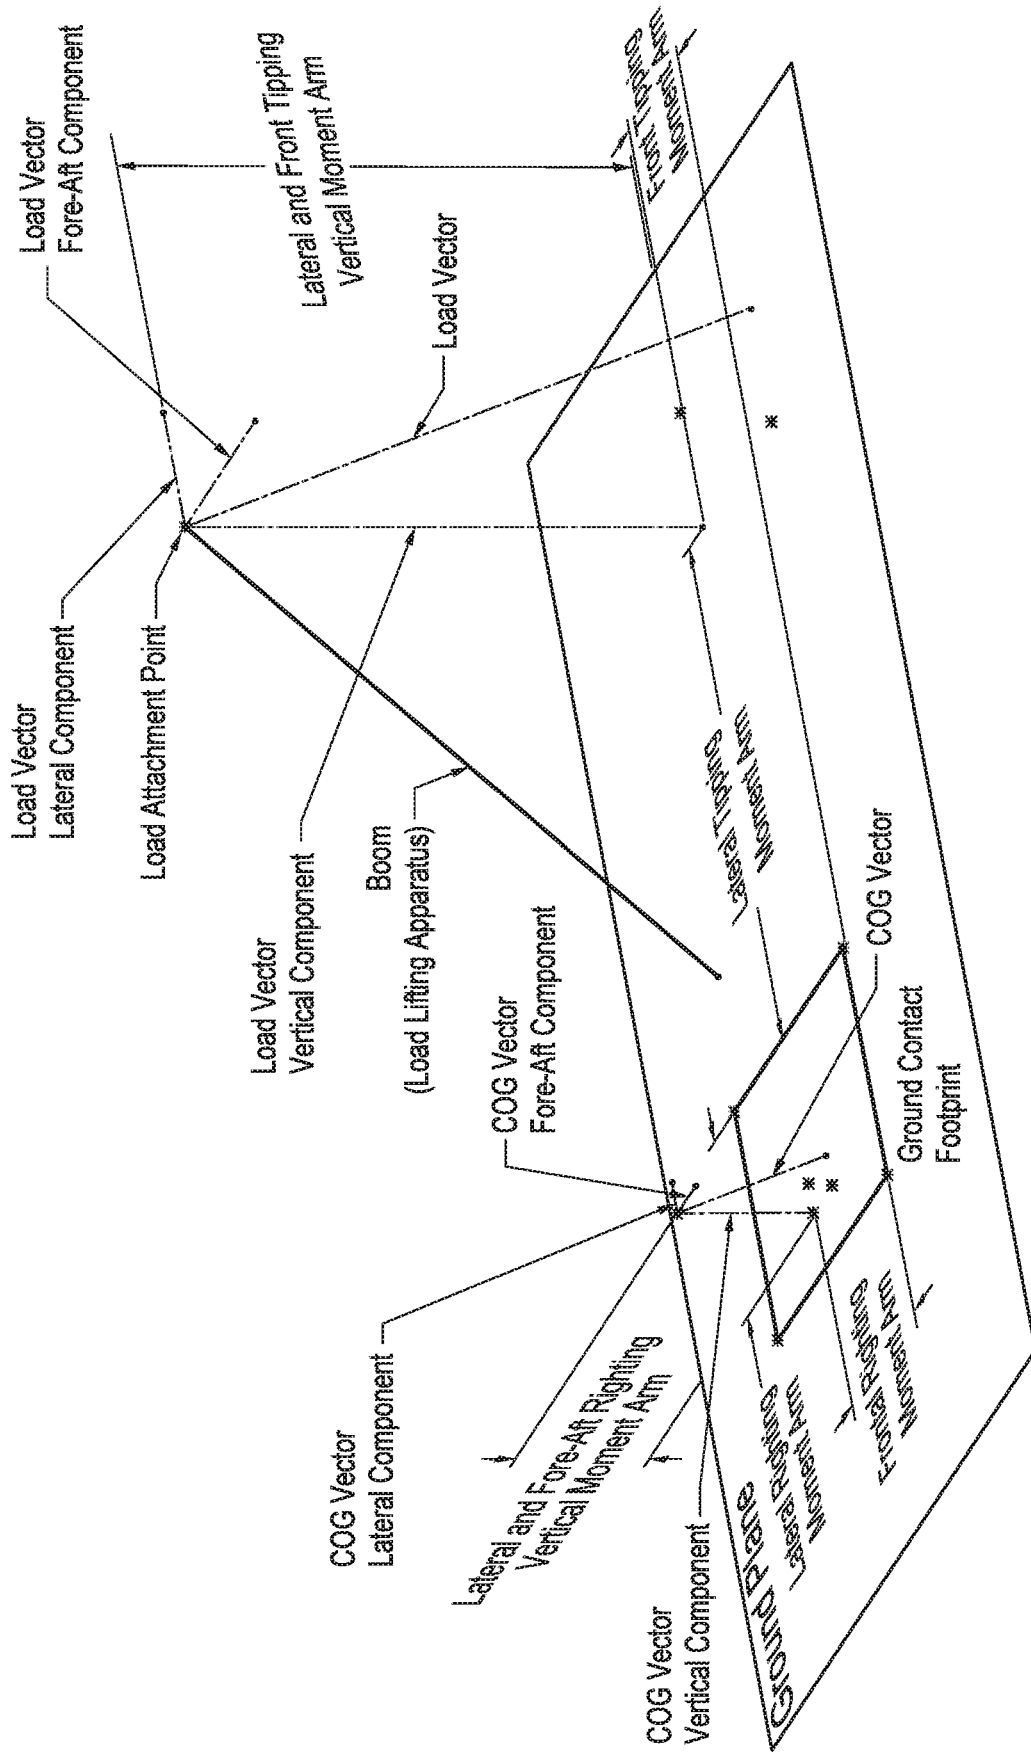 Load Vector
Lateral Component
Load Vector
Fore-Aft Component
Load Attachment Point
Lateral and Front Tipping
Vertical Moment Arm
Load Vector
Load Vector
Vertical Component
Boom
(Load Lifting Apparatus)
Front Tipping
Moment Arm
COG Vector
Fore-Aft Component
COG Vector
Lateral Component
Lateral Tipping
Moment Arm
Lateral and Fore-Aft Righting
Vertical Moment Arm
COG Vector
COG Vector
Vertical Component
Ground Contact
Footprint
Ground Plane
Lateral Righting
Moment Arm
Frontal Righting
Moment Arm